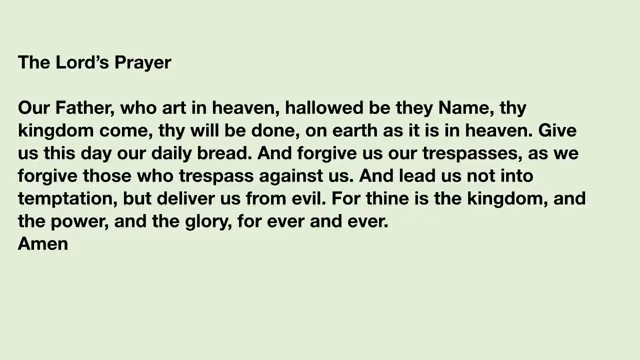 The Lord’s Prayer
Our Father, who art in heaven, hallowed be they Name, thy
kingdom come, thy will be done, on earth as it is in heaven. Give
us this day our daily bread. And forgive us our trespasses, as we
forgive those who trespass against us. And lead us not into
temptation, but deliver us from evil. For thine is the kingdom, and
the power, and the glory, for ever and ever.
Amen